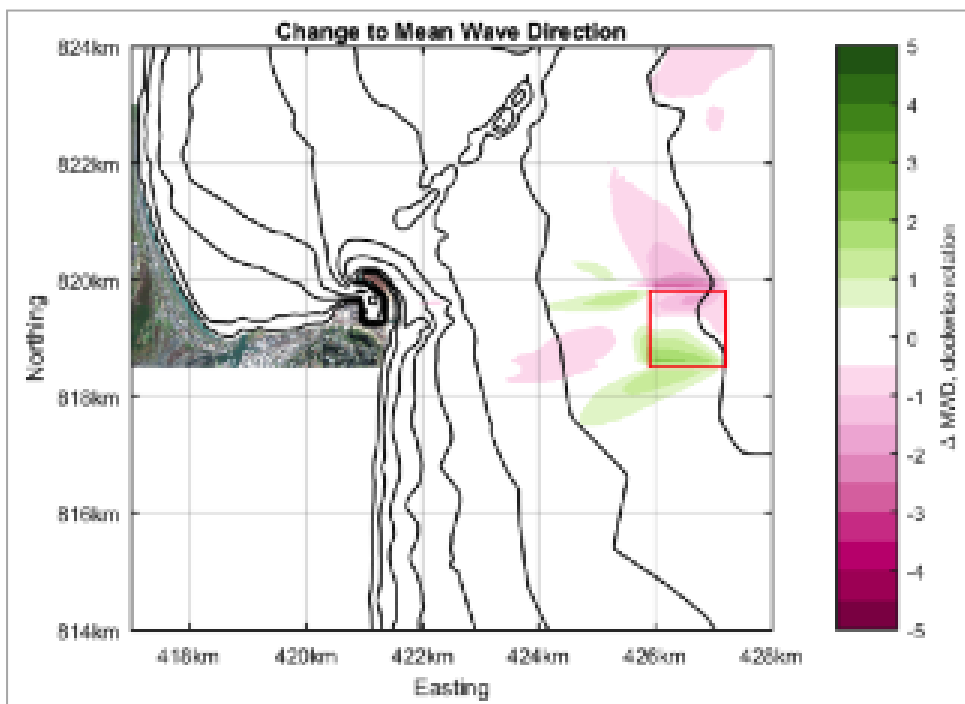 Change to Mean Wave Direction
824km
822km
820km
818km
816km
814km
Northing
418km
420km
422km
424km
426km
428km
Easting
5
4
3
2
1
0
-1
-2
-3
-4
-5
Δ MWD, clockwise rotation